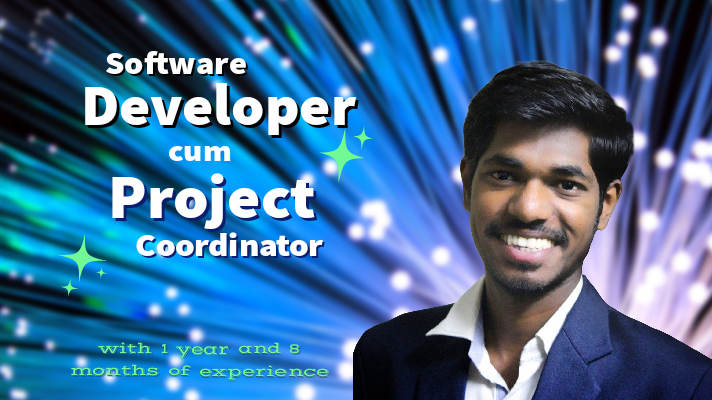 Software
Developer
cum
Project
Coordinator
with 1 year and 8
months of experience